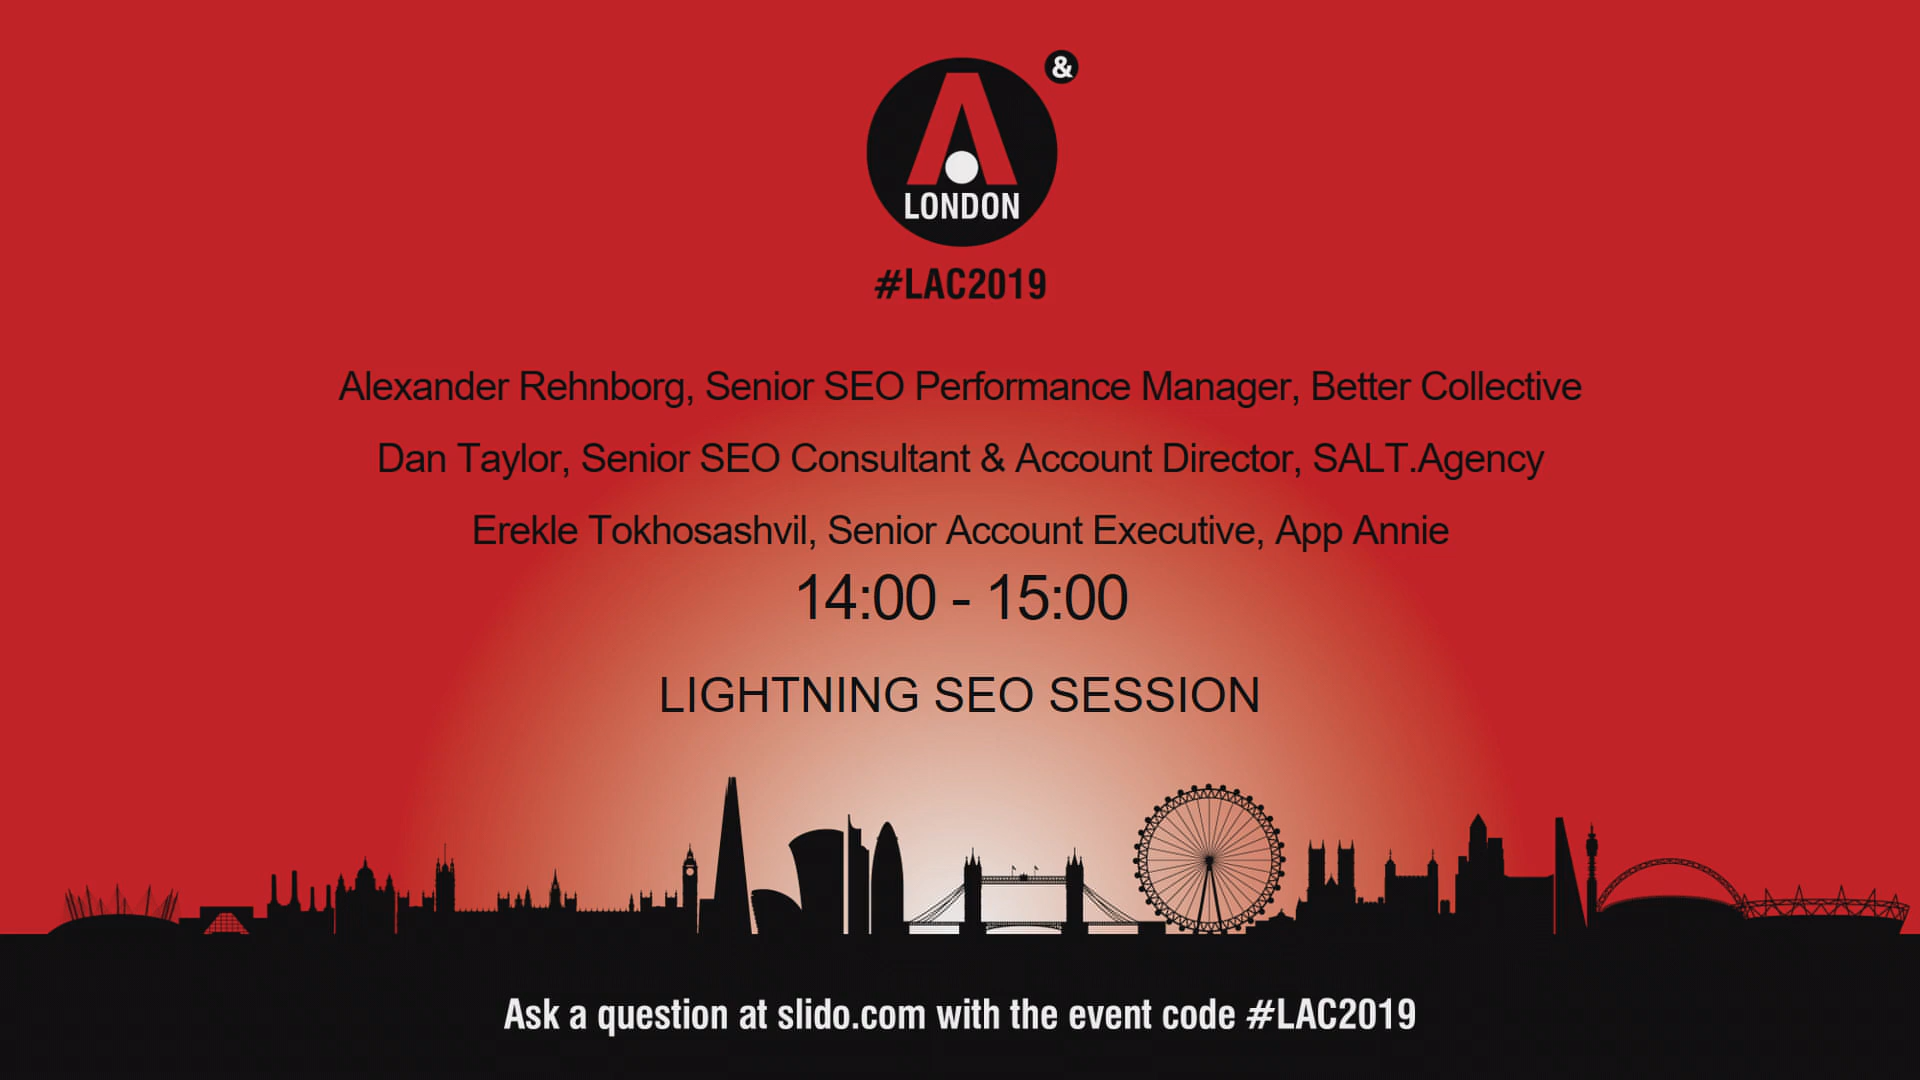 &
A
LONDON
#LAC2019
Alexander Rehnborg, Senior SEO Performance Manager, Better Collective
Dan Taylor, Senior SEO Consultant & Account Director, SALT.Agency
Erekle Tokhosashvil, Senior Account Executive, App Annie
14:00 - 15:00
LIGHTNING SEO SESSION
Ask a question at slido.com with the event code #LAC2019